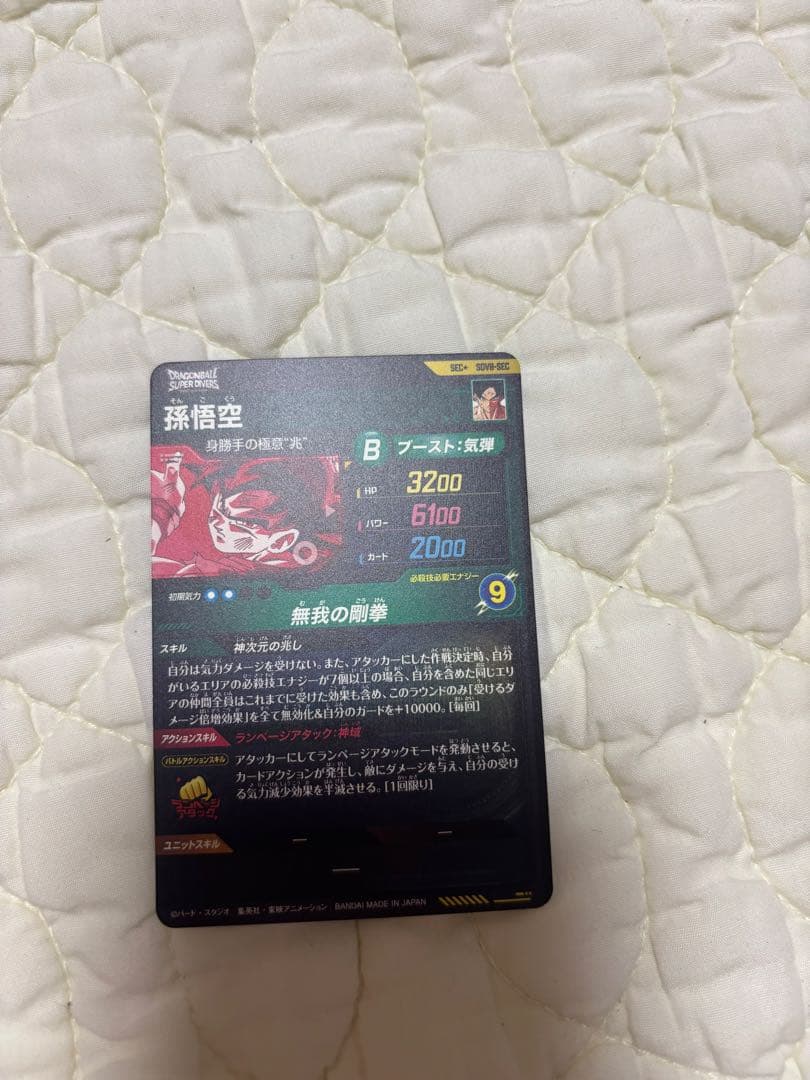 SEC★ SDV8-SEC
DRAGONBALL
SUPER DIVERS
そん ご くう
孫悟空
身勝手の極意"兆"
B ブースト:気弾
HP 3200
パワー 6100
ガード 2000
必殺技必要エナジー
9
初期気力
む が ごう けん
無我の剛拳
スキル 神次元の兆し
自分は気力ダメージを受けない。また、アタッカーにした作戦決定時、自分
がいるエリアの必殺技エナジーが7個以上の場合、自分を含めた同じエリ
アの仲間全員はこれまでに受けた効果も含め、このラウンドのみ「受けるダ
メージ倍増効果」を全て無効化&自分のガードを+10000。[毎回]
アクションスキル ランページアタック:神域
バトルアクションスキル
アタッカーにしてランページアタックモードを発動させると、
カードアクションが発生し、敵にダメージを与え、自分の受け
る気力減少効果を半減させる。[1回限り]
ランページ
アタック
ユニットスキル
©バード・スタジオ/集英社・東映アニメーション BANDAI MADE IN JAPAN